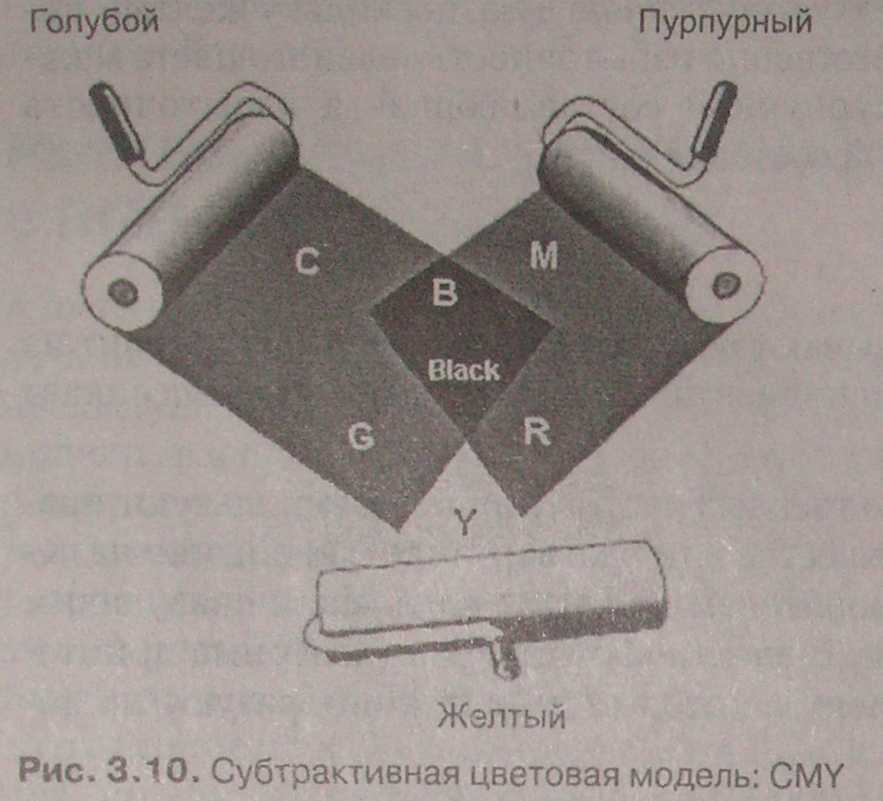 Голубой
Пурпурный
C
M
B
Black
G
R
Y
Желтый
Рис. 3.10. Субтрактивная цветовая модель: CMY